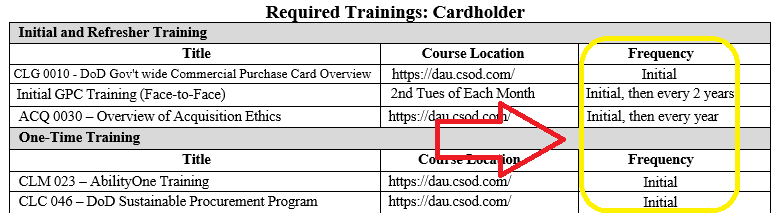 Required Trainings: Cardholder
Initial and Refresher Training
Title Course Location Frequency
CLG 0010 - DoD Gov't wide Commercial Purchase Card Overview https://dau.csod.com/ Initial
Initial GPC Training (Face-to-Face) 2nd Tues of Each Month Initial, then every 2 years
ACQ 0030 – Overview of Acquisition Ethics https://dau.csod.com/ Initial, then every year
One-Time Training
Title Course Location Frequency
CLM 023 – AbilityOne Training https://dau.csod.com/ Initial
CLC 046 – DoD Sustainable Procurement Program https://dau.csod.com/ Initial